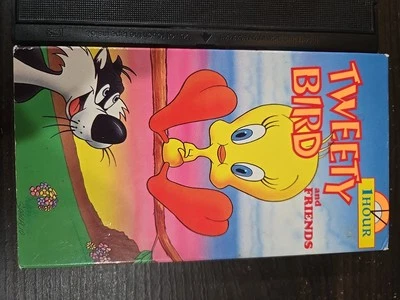 1 HOUR
TWEETY
BIRD
and
FRIENDS